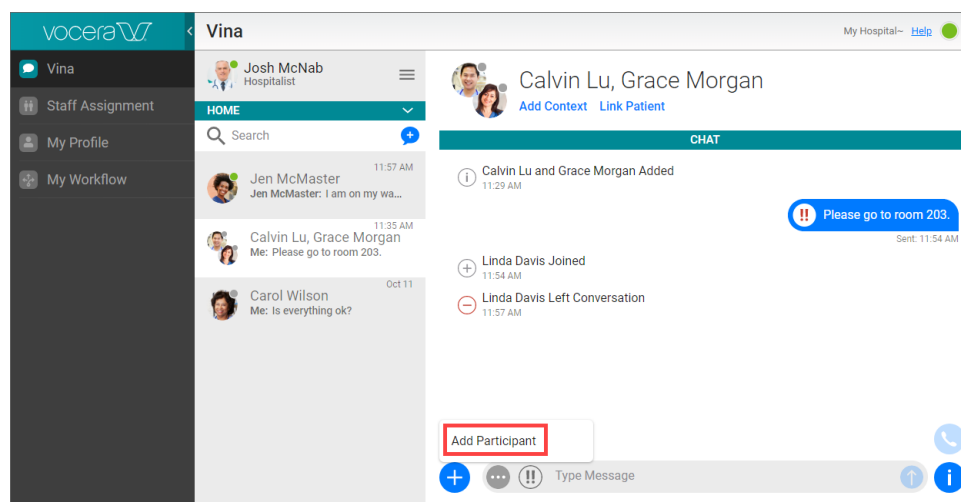 vocera
Vina
My Hospital~ Help
Vina
Staff Assignment
My Profile
My Workflow
Josh McNab
Hospitalist
HOME
Search
11:57 AM
Jen McMaster
Jen McMaster: I am on my wa...
11:35 AM
Calvin Lu, Grace Morgan
Me: Please go to room 203.
Oct 11
Carol Wilson
Me: Is everything ok?
Calvin Lu, Grace Morgan
Add Context Link Patient
CHAT
Calvin Lu and Grace Morgan Added
11:29 AM
Please go to room 203.
Sent: 11:54 AM
Linda Davis Joined
11:54 AM
Linda Davis Left Conversation
11:57 AM
Add Participant
Type Message